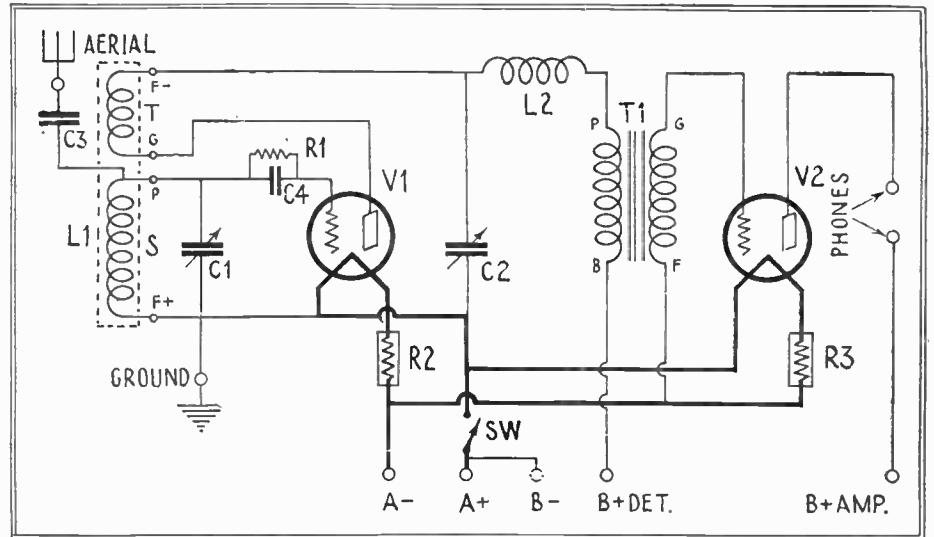 AERIAL
F-
T
G
C3
R1
C4
P
L1
S
C1
F+
GROUND
V1
C2
R2
L2
T1
P
G
B
F
V2
PHONES
R3
SW
A-
A+
B-
B+DET.
B+AMP.